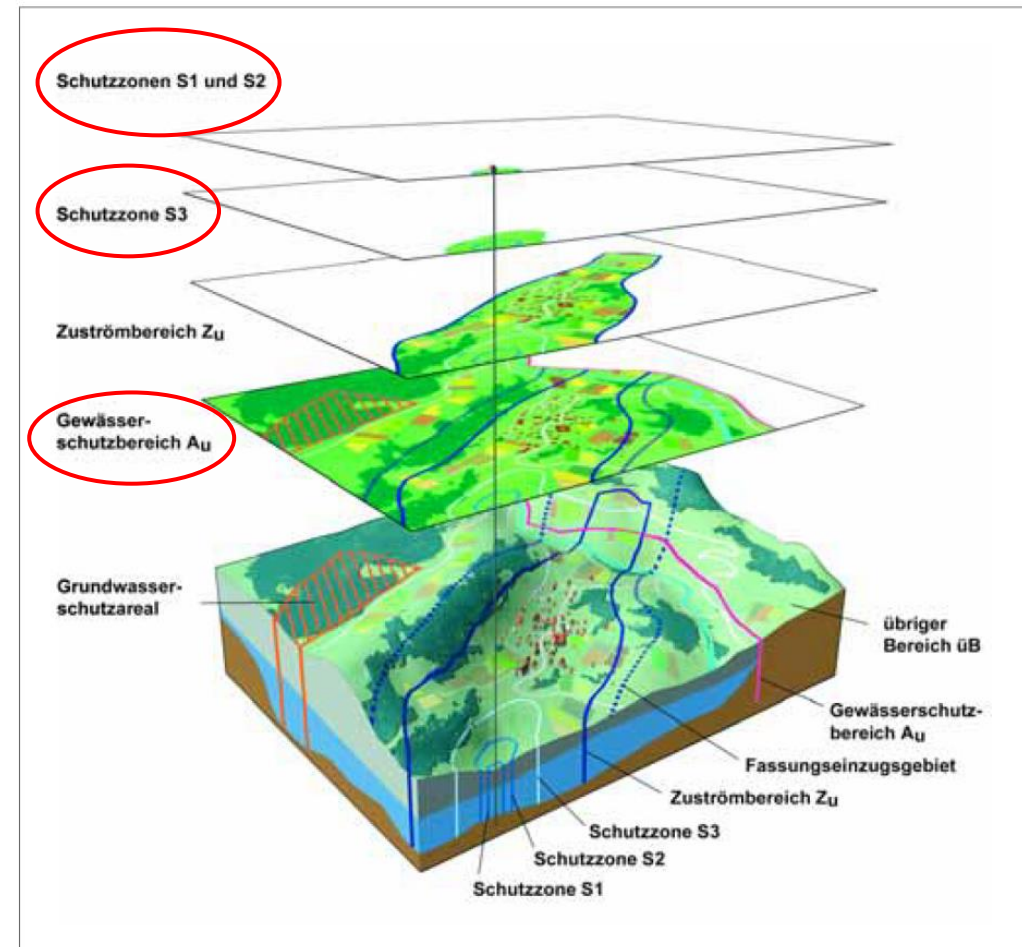 Schutzzonen S1 und S2
Schutzzone S3
Zuströmbereich Zu
Gewässer-
schutzbereich Au
Grundwasser-
schutzareal
übriger
Bereich üB
Gewässerschutz-
bereich Au
Fassungseinzugsgebiet
Zuströmbereich Zu
Schutzzone S3
Schutzzone S2
Schutzzone S1